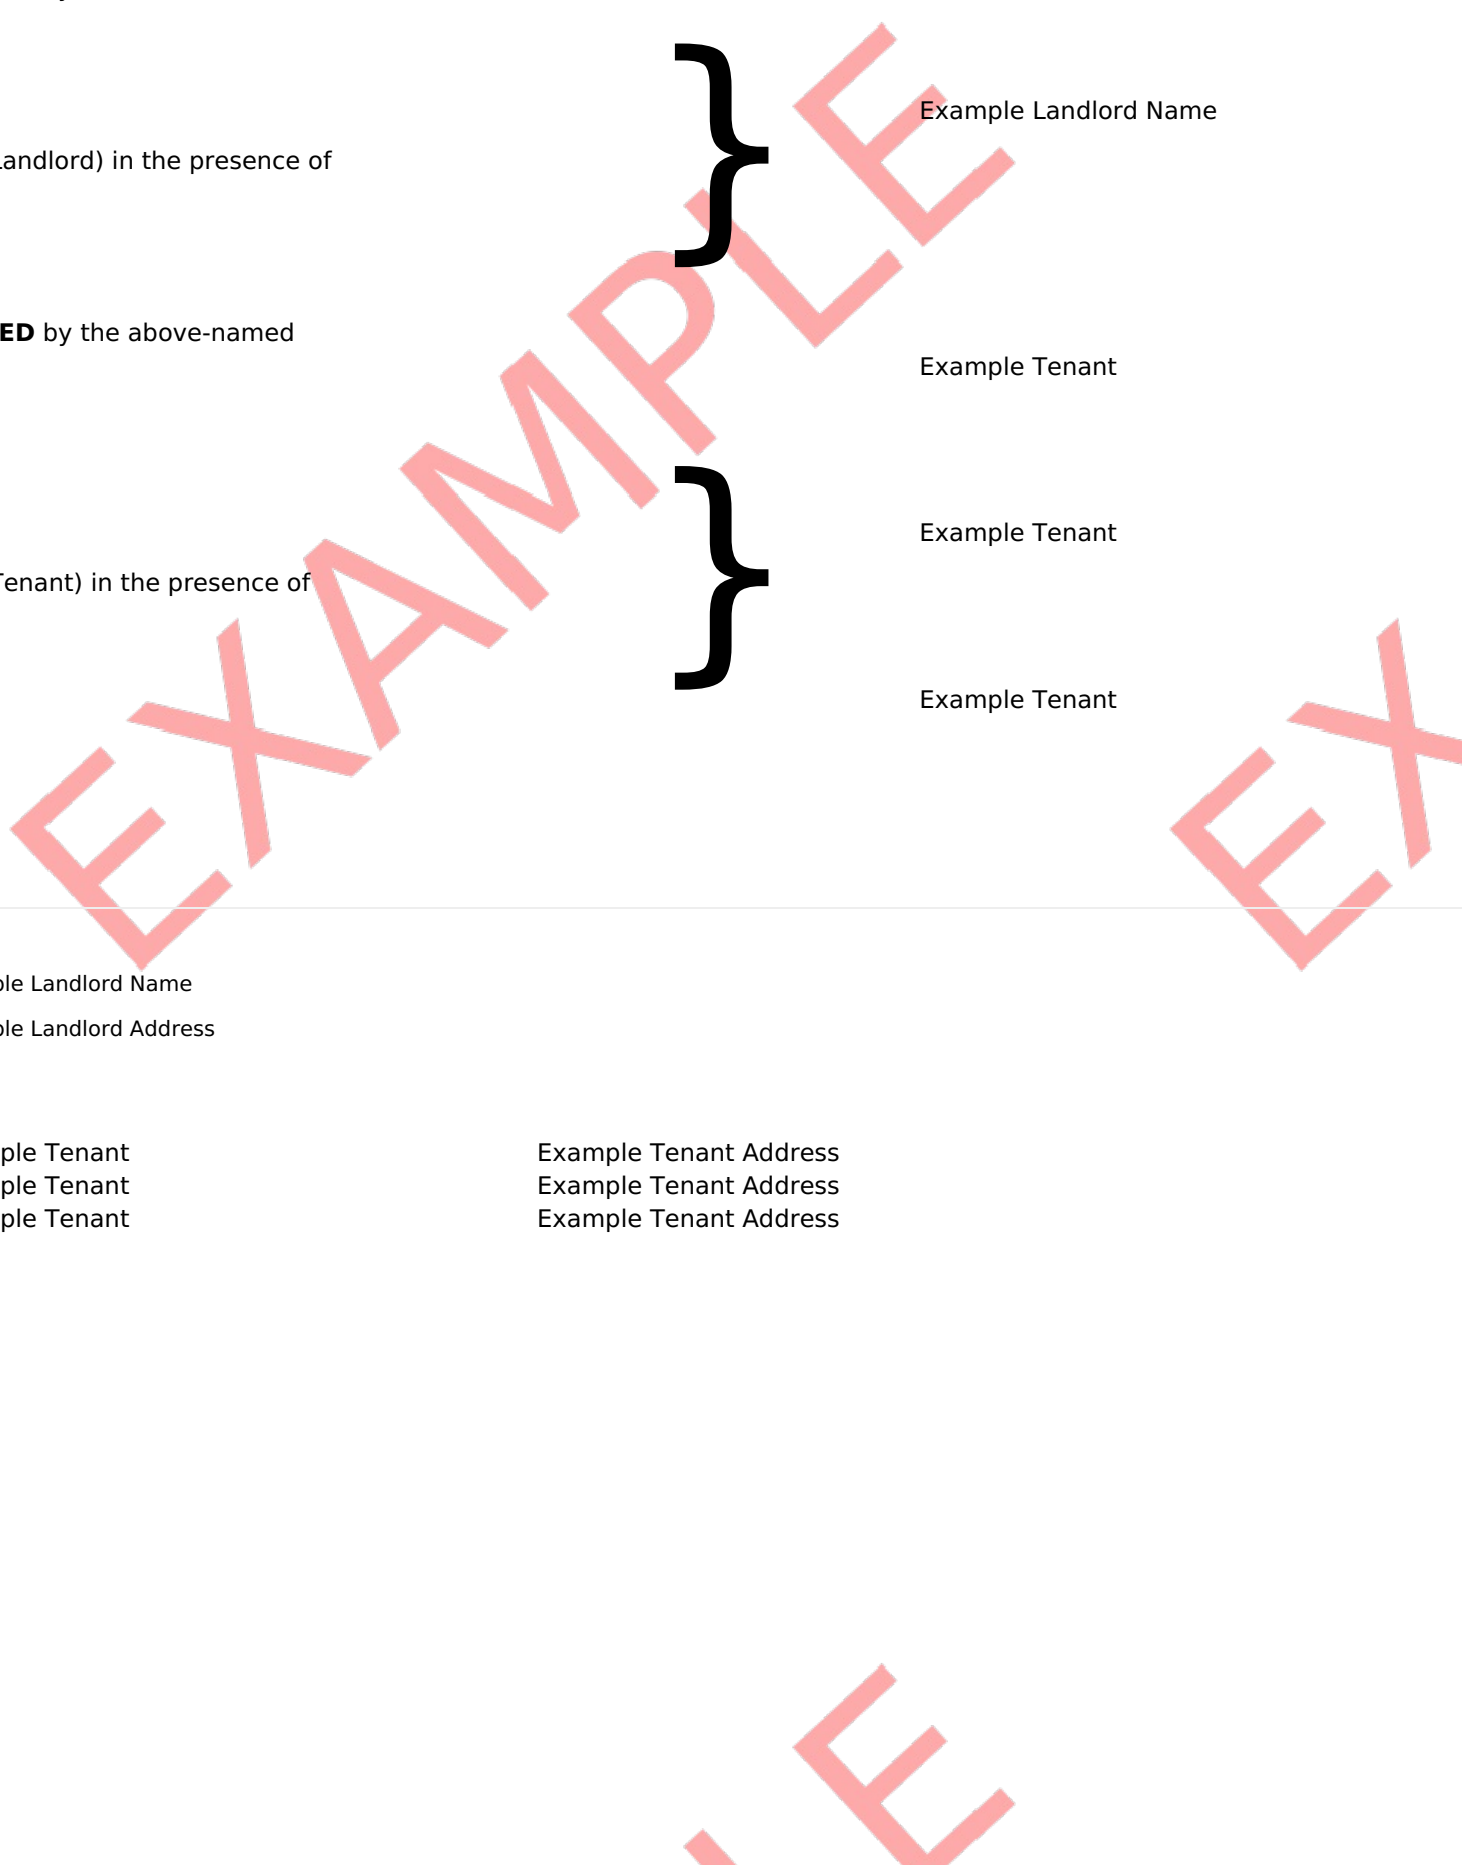 Example Landlord Name
Landlord) in the presence of
ED by the above-named
Example Tenant
Example Tenant
Tenant) in the presence of
Example Tenant
EXAMPLE
EX
ple Landlord Name
ple Landlord Address
ple Tenant Example Tenant Address
ple Tenant Example Tenant Address
ple Tenant Example Tenant Address
LE